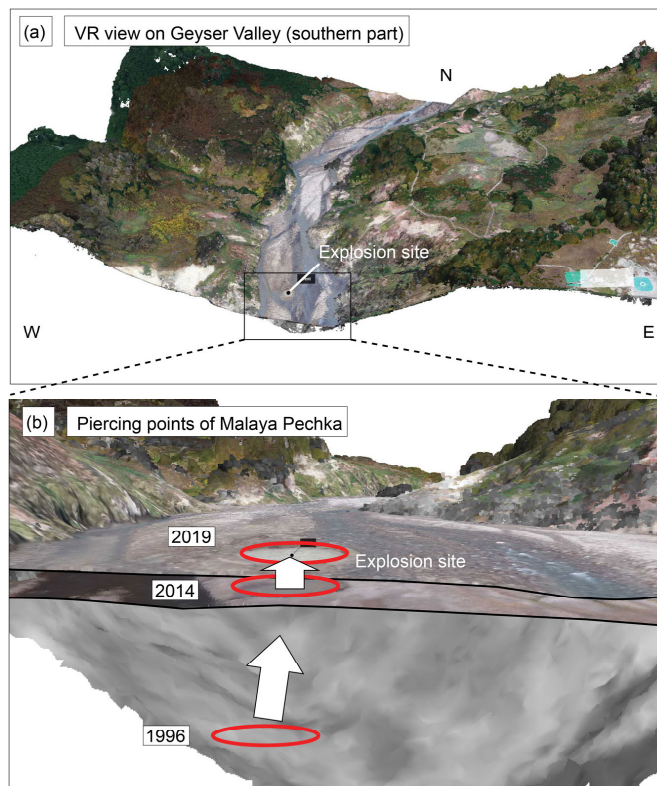 (a) VR view on Geyser Valley (southern part)
N
Explosion site
W
E
(b) Piercing points of Malaya Pechka
2019
Explosion site
2014
1996